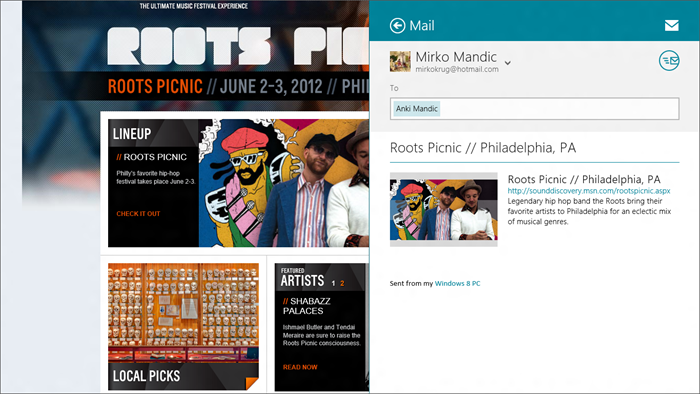 THE ULTIMATE MUSIC FESTIVAL EXPERIENCE
ROOTS PIC
ROOTS PICNIC // JUNE 2-3, 2012 // PHIL
LINEUP
// ROOTS PICNIC
Philly's favorite hip-hop
festival takes place June 2-3.
CHECK IT OUT
LOCAL PICKS
FEATURED
ARTISTS 1 2
// SHABAZZ
PALACES
Ishmael Butler and Tendai
Meraire are sure to raise the
Roots Picnic consciousness.
READ NOW
Mail
Mirko Mandic
mirkokrug@hotmail.com
To
Anki Mandic
Roots Picnic // Philadelphia, PA
Roots Picnic // Philadelphia, PA
http://sounddiscovery.msn.com/rootspicnic.aspx
Legendary hip hop band the Roots bring their
favorite artists to Philadelphia for an eclectic mix
of musical genres.
Sent from my Windows 8 PC